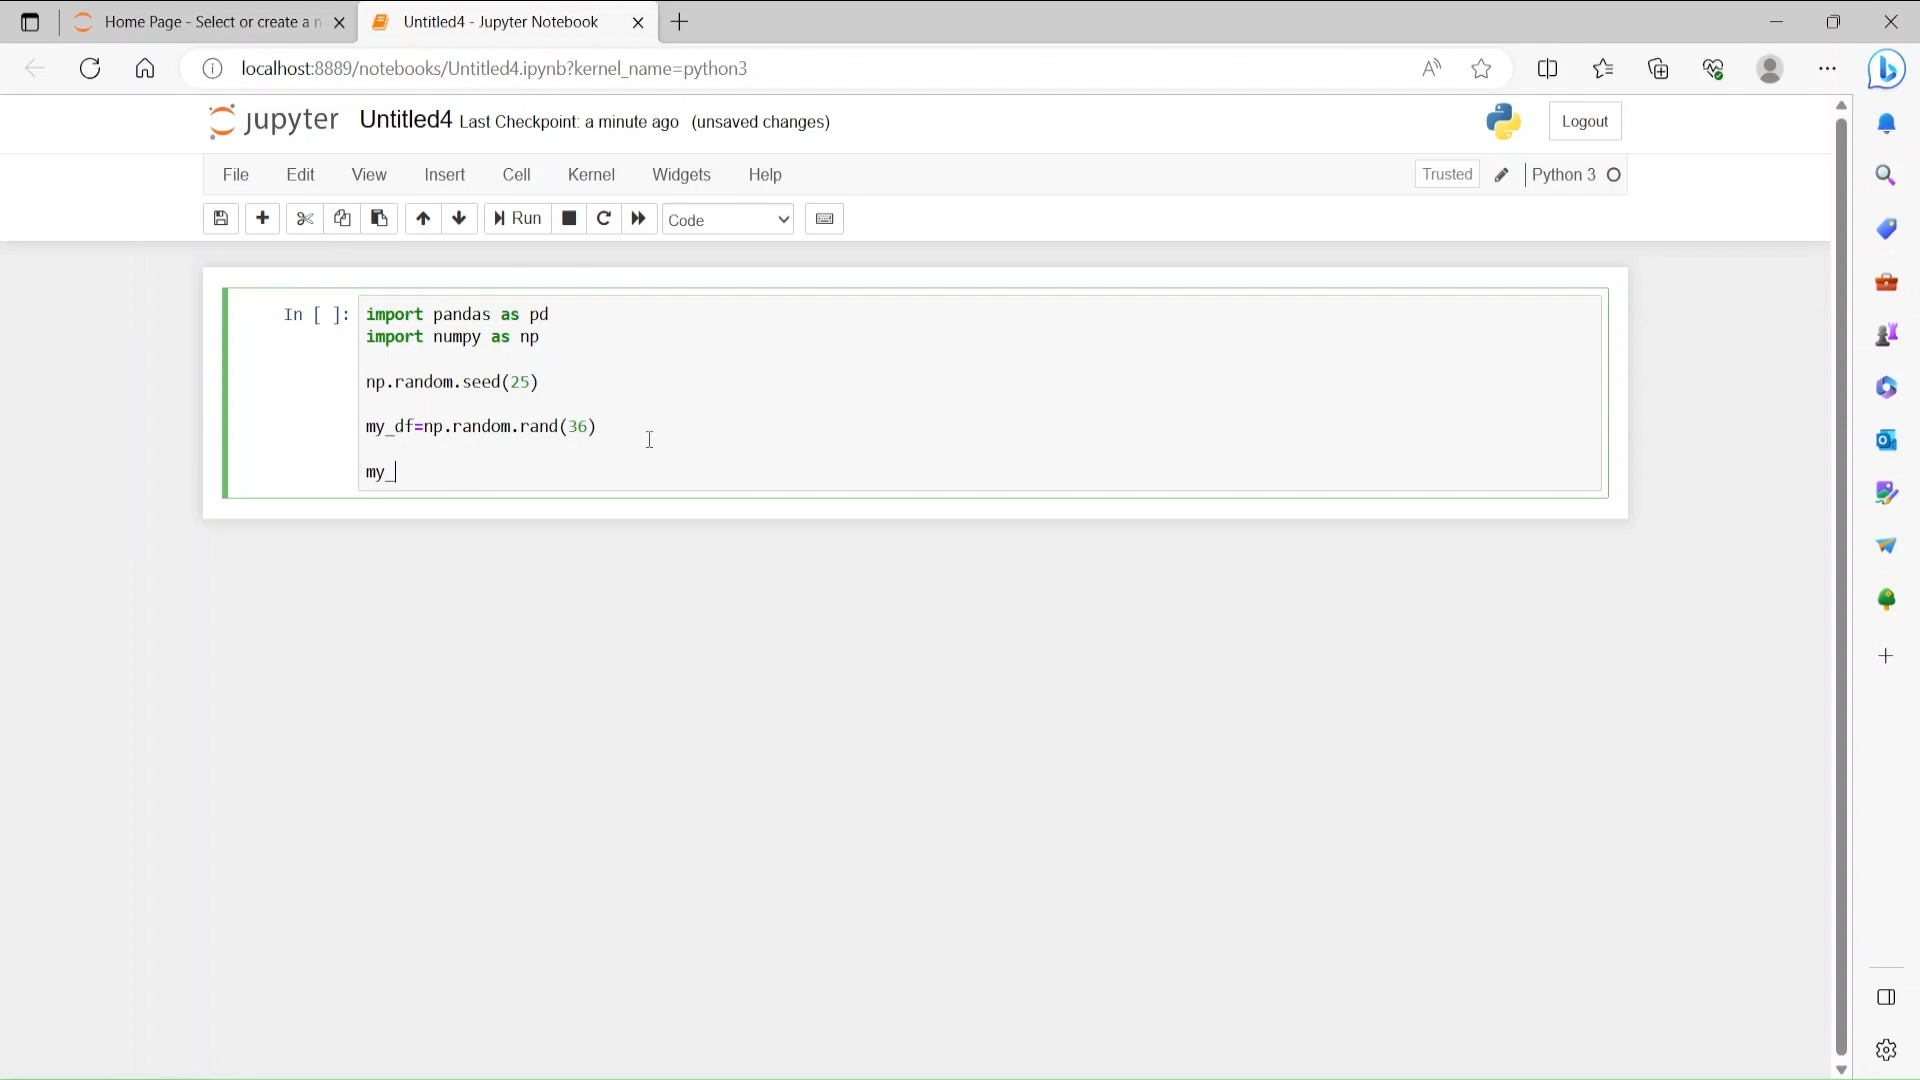 Home Page - Select or create a n
Untitled4 - Jupyter Notebook
localhost:8889/notebooks/Untitled4.ipynb?kernel_name=python3
jupyter Untitled4 Last Checkpoint: a minute ago (unsaved changes)
Logout
File Edit View Insert Cell Kernel Widgets Help
Trusted Python 3
Run Code
In [ ]: import pandas as pd
import numpy as np
np.random.seed(25)
my_df=np.random.rand(36)
my_